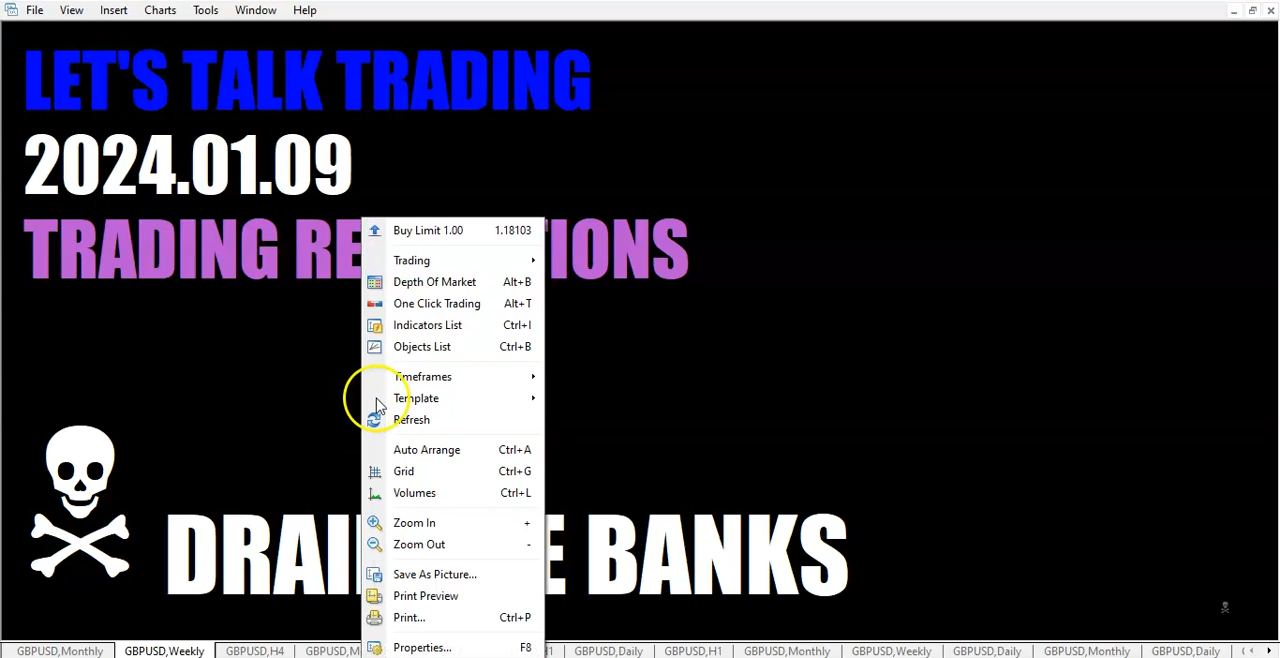 File View Insert Charts Tools Window Help
LET'S TALK TRADING
2024.01.09
TRADING RE TIONS
Buy Limit 1.00 1.18103
Trading
Depth Of Market Alt+B
One Click Trading Alt+T
Indicators List Ctrl+I
Objects List Ctrl+B
Timeframes
Template
Refresh
Auto Arrange Ctrl+A
Grid Ctrl+G
Volumes Ctrl+L
Zoom In +
Zoom Out -
Save As Picture...
Print Preview
Print... Ctrl+P
Properties... F8
DRAI E BANKS
GBPUSD,Monthly GBPUSD,Weekly GBPUSD,H4 GBPUSD,M H1 GBPUSD,Daily GBPUSD,H1 GBPUSD,Monthly GBPUSD,Weekly GBPUSD,Daily GBPUSD,Monthly GBPUSD,Daily